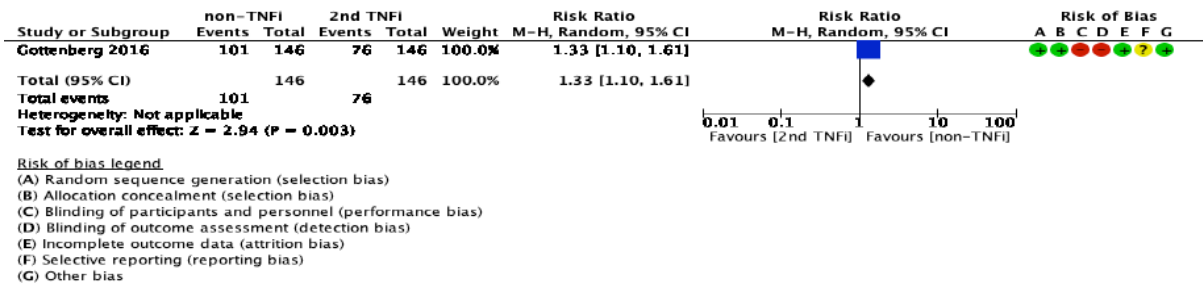 non-TNFi 2nd TNFi Risk Ratio Risk Ratio Risk of Bias
Study or Subgroup Events Total Events Total Weight M-H, Random, 95% CI M-H, Random, 95% CI A B C D E F G
Gottenberg 2016 101 146 76 146 100.0% 1.33 [1.10, 1.61] + + − − + ? +
Total (95% CI) 146 146 100.0% 1.33 [1.10, 1.61]
Total events 101 76
Heterogeneity: Not applicable
Test for overall effect: Z = 2.94 (P = 0.003)
0.01 0.1 1 10 100
Favours [2nd TNFi] Favours [non-TNFi]
Risk of bias legend
(A) Random sequence generation (selection bias)
(B) Allocation concealment (selection bias)
(C) Blinding of participants and personnel (performance bias)
(D) Blinding of outcome assessment (detection bias)
(E) Incomplete outcome data (attrition bias)
(F) Selective reporting (reporting bias)
(G) Other bias